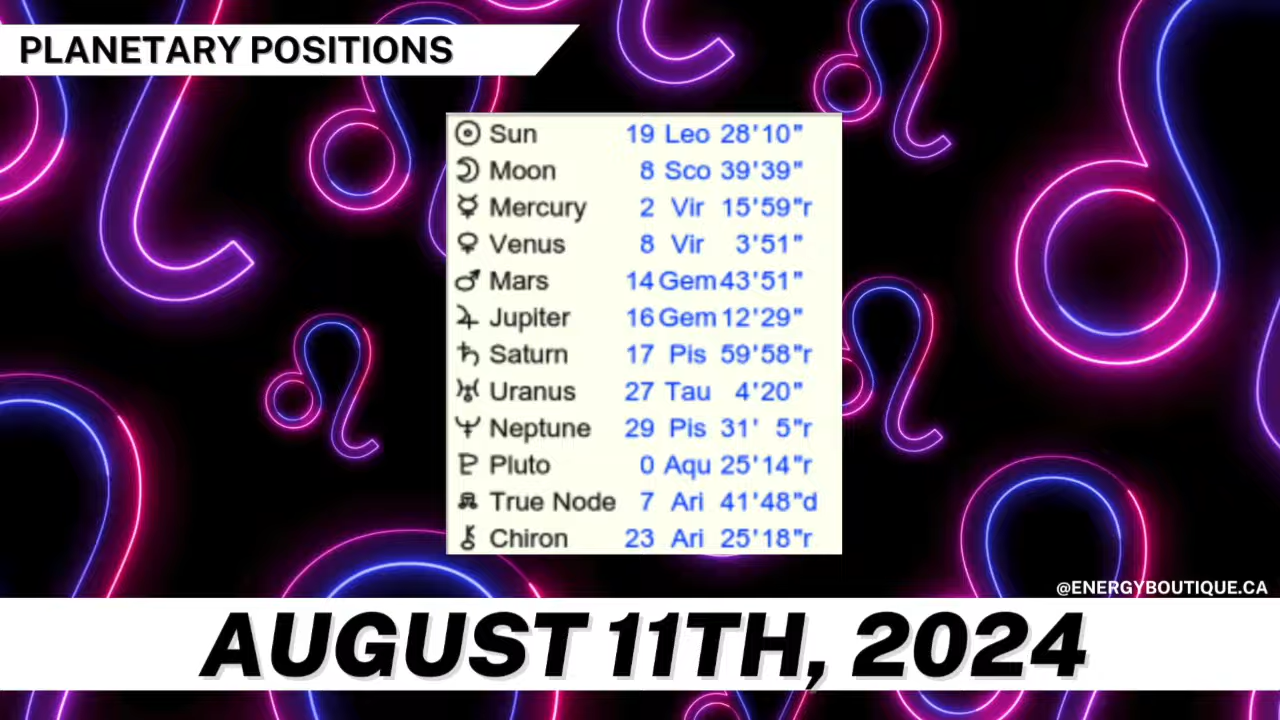 PLANETARY POSITIONS
Sun 19 Leo 28'10"
Moon 8 Sco 39'39"
Mercury 2 Vir 15'59"r
Venus 8 Vir 3'51"
Mars 14 Gem 43'51"
Jupiter 16 Gem 12'29"
Saturn 17 Pis 59'58"r
Uranus 27 Tau 4'20"
Neptune 29 Pis 31' 5"r
Pluto 0 Aqu 25'14"r
True Node 7 Ari 41'48"d
Chiron 23 Ari 25'18"r
@ENERGYBOUTIQUE.CA
AUGUST 11TH, 2024